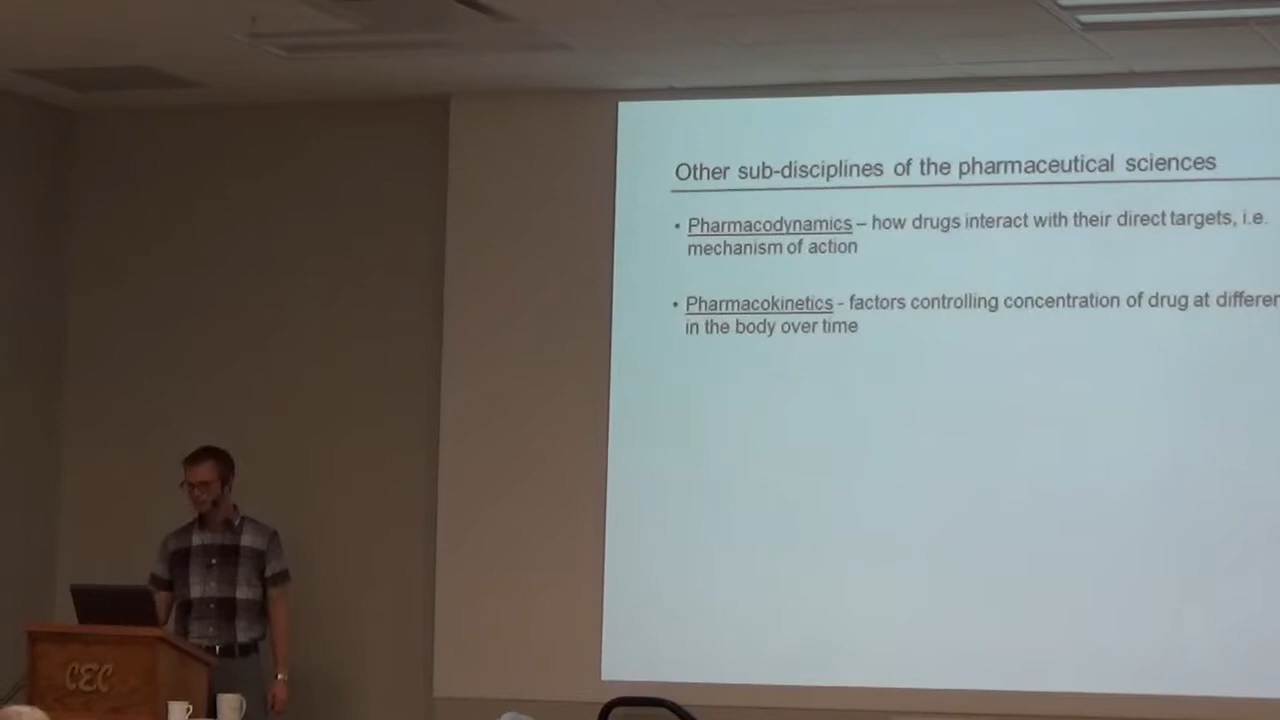 Other sub-disciplines of the pharmaceutical sciences
• Pharmacodynamics – how drugs interact with their direct targets, i.e.
mechanism of action
• Pharmacokinetics - factors controlling concentration of drug at
in the body over time
CEC